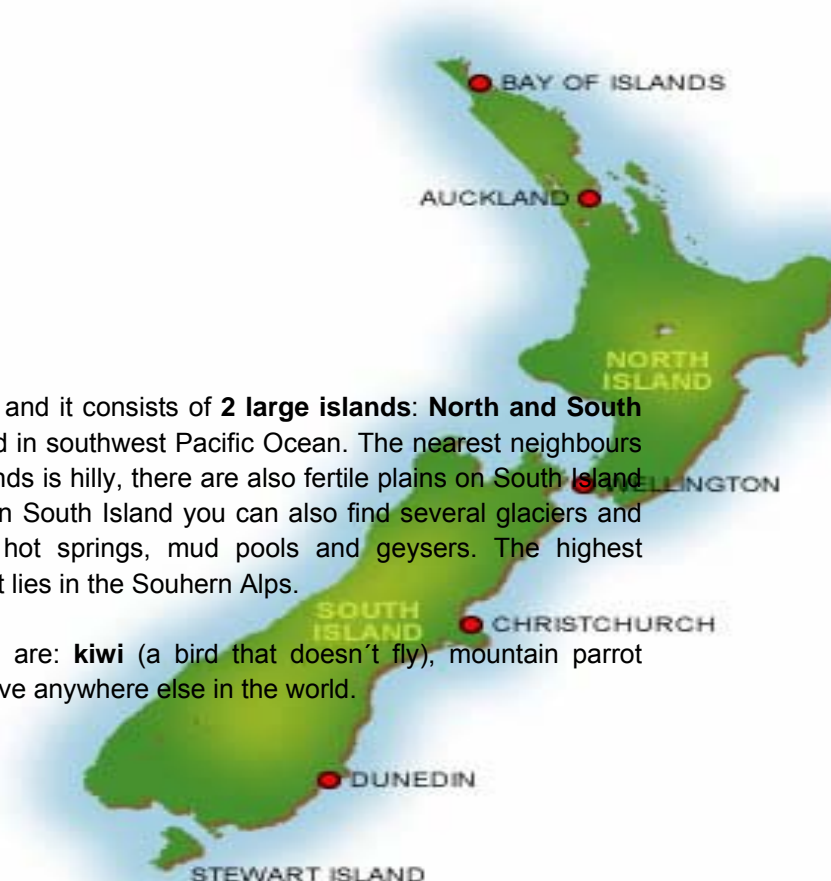 BAY OF ISLANDS
AUCKLAND
NORTH
ISLAND
and it consists of 2 large islands: North and South
d in southwest Pacific Ocean. The nearest neighbours
nds is hilly, there are also fertile plains on South Island
WELLINGTON
n South Island you can also find several glaciers and
hot springs, mud pools and geysers. The highest
t lies in the Souhern Alps.
SOUTH
ISLAND
CHRISTCHURCH
are: kiwi (a bird that doesn´t fly), mountain parrot
ve anywhere else in the world.
DUNEDIN
STEWART ISLAND